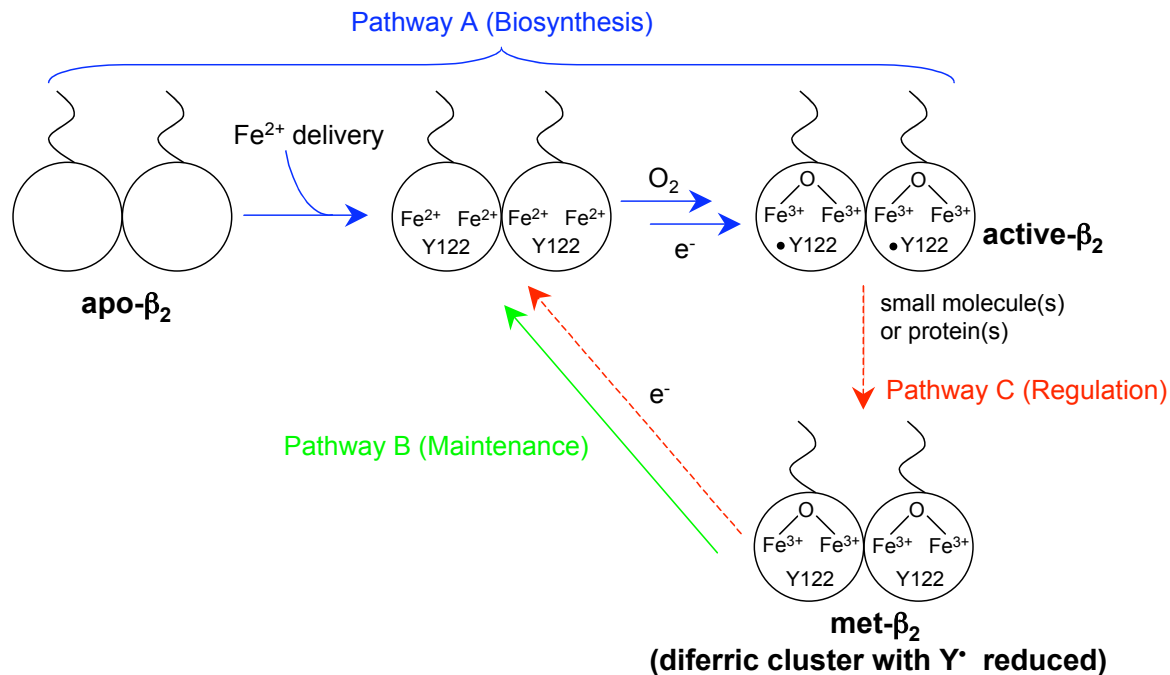 Pathway A (Biosynthesis)
Fe²⁺ delivery
apo-β₂
Fe²⁺ Fe²⁺ Fe²⁺ Fe²⁺
Y122 Y122
O₂
e⁻
O O
Fe³⁺ Fe³⁺ Fe³⁺ Fe³⁺
•Y122 •Y122
active-β₂
small molecule(s)
or protein(s)
Pathway C (Regulation)
e⁻
Pathway B (Maintenance)
O O
Fe³⁺ Fe³⁺ Fe³⁺ Fe³⁺
Y122 Y122
met-β₂
(diferric cluster with Y• reduced)